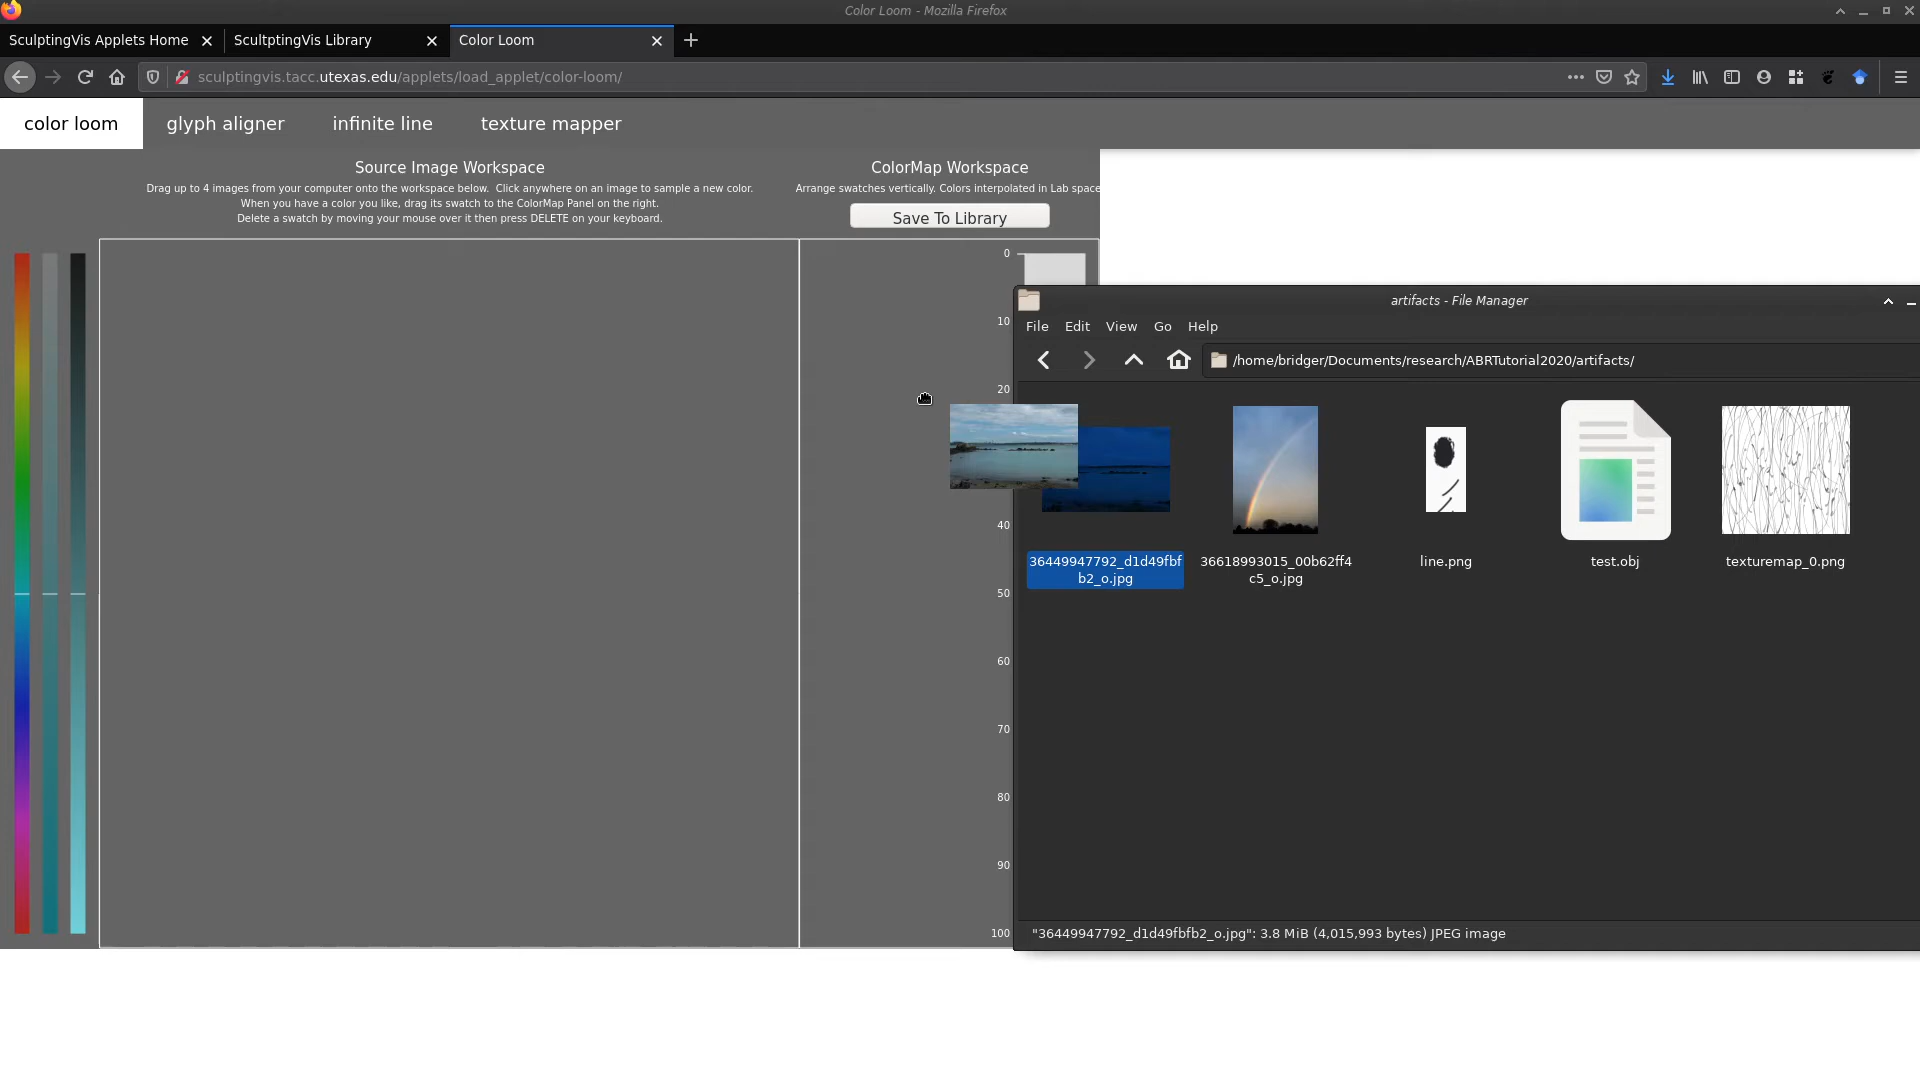 Color Loom - Mozilla Firefox
SculptingVis Applets Home
ScultptingVis Library
Color Loom
sculptingvis.tacc.utexas.edu/applets/load_applet/color-loom/
color loom
glyph aligner
infinite line
texture mapper
Source Image Workspace
Drag up to 4 images from your computer onto the workspace below. Click anywhere on an image to sample a new color.
When you have a color you like, drag its swatch to the ColorMap Panel on the right.
Delete a swatch by moving your mouse over it then press DELETE on your keyboard.
ColorMap Workspace
Arrange swatches vertically. Colors interpolated in Lab space
Save To Library
0
10
20
40
50
60
70
80
90
100
artifacts - File Manager
File Edit View Go Help
/home/bridger/Documents/research/ABRTutorial2020/artifacts/
36449947792_d1d49fbf
b2_o.jpg
36618993015_00b62ff4
c5_o.jpg
line.png
test.obj
texturemap_0.png
"36449947792_d1d49fbfb2_o.jpg": 3.8 MiB (4,015,993 bytes) JPEG image